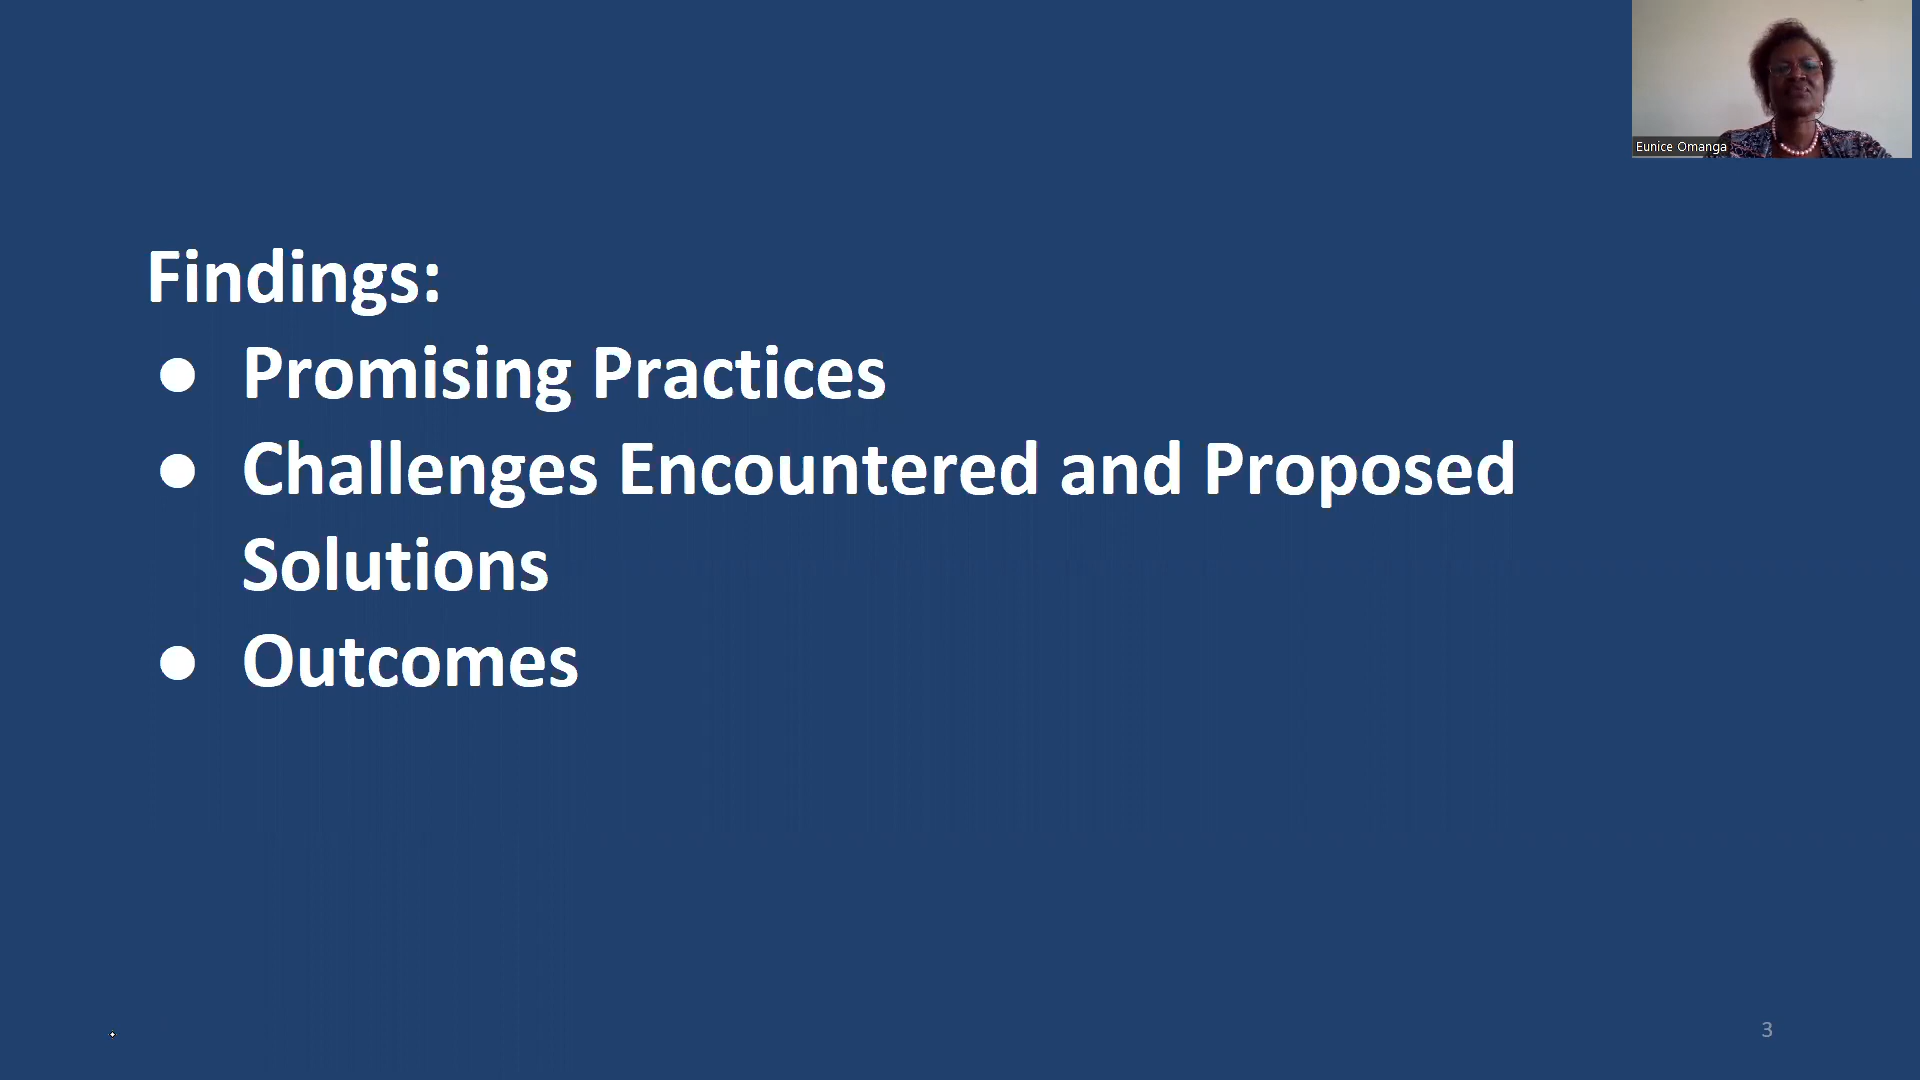 Eunice Omanga
Findings:
● Promising Practices
● Challenges Encountered and Proposed
Solutions
● Outcomes
3